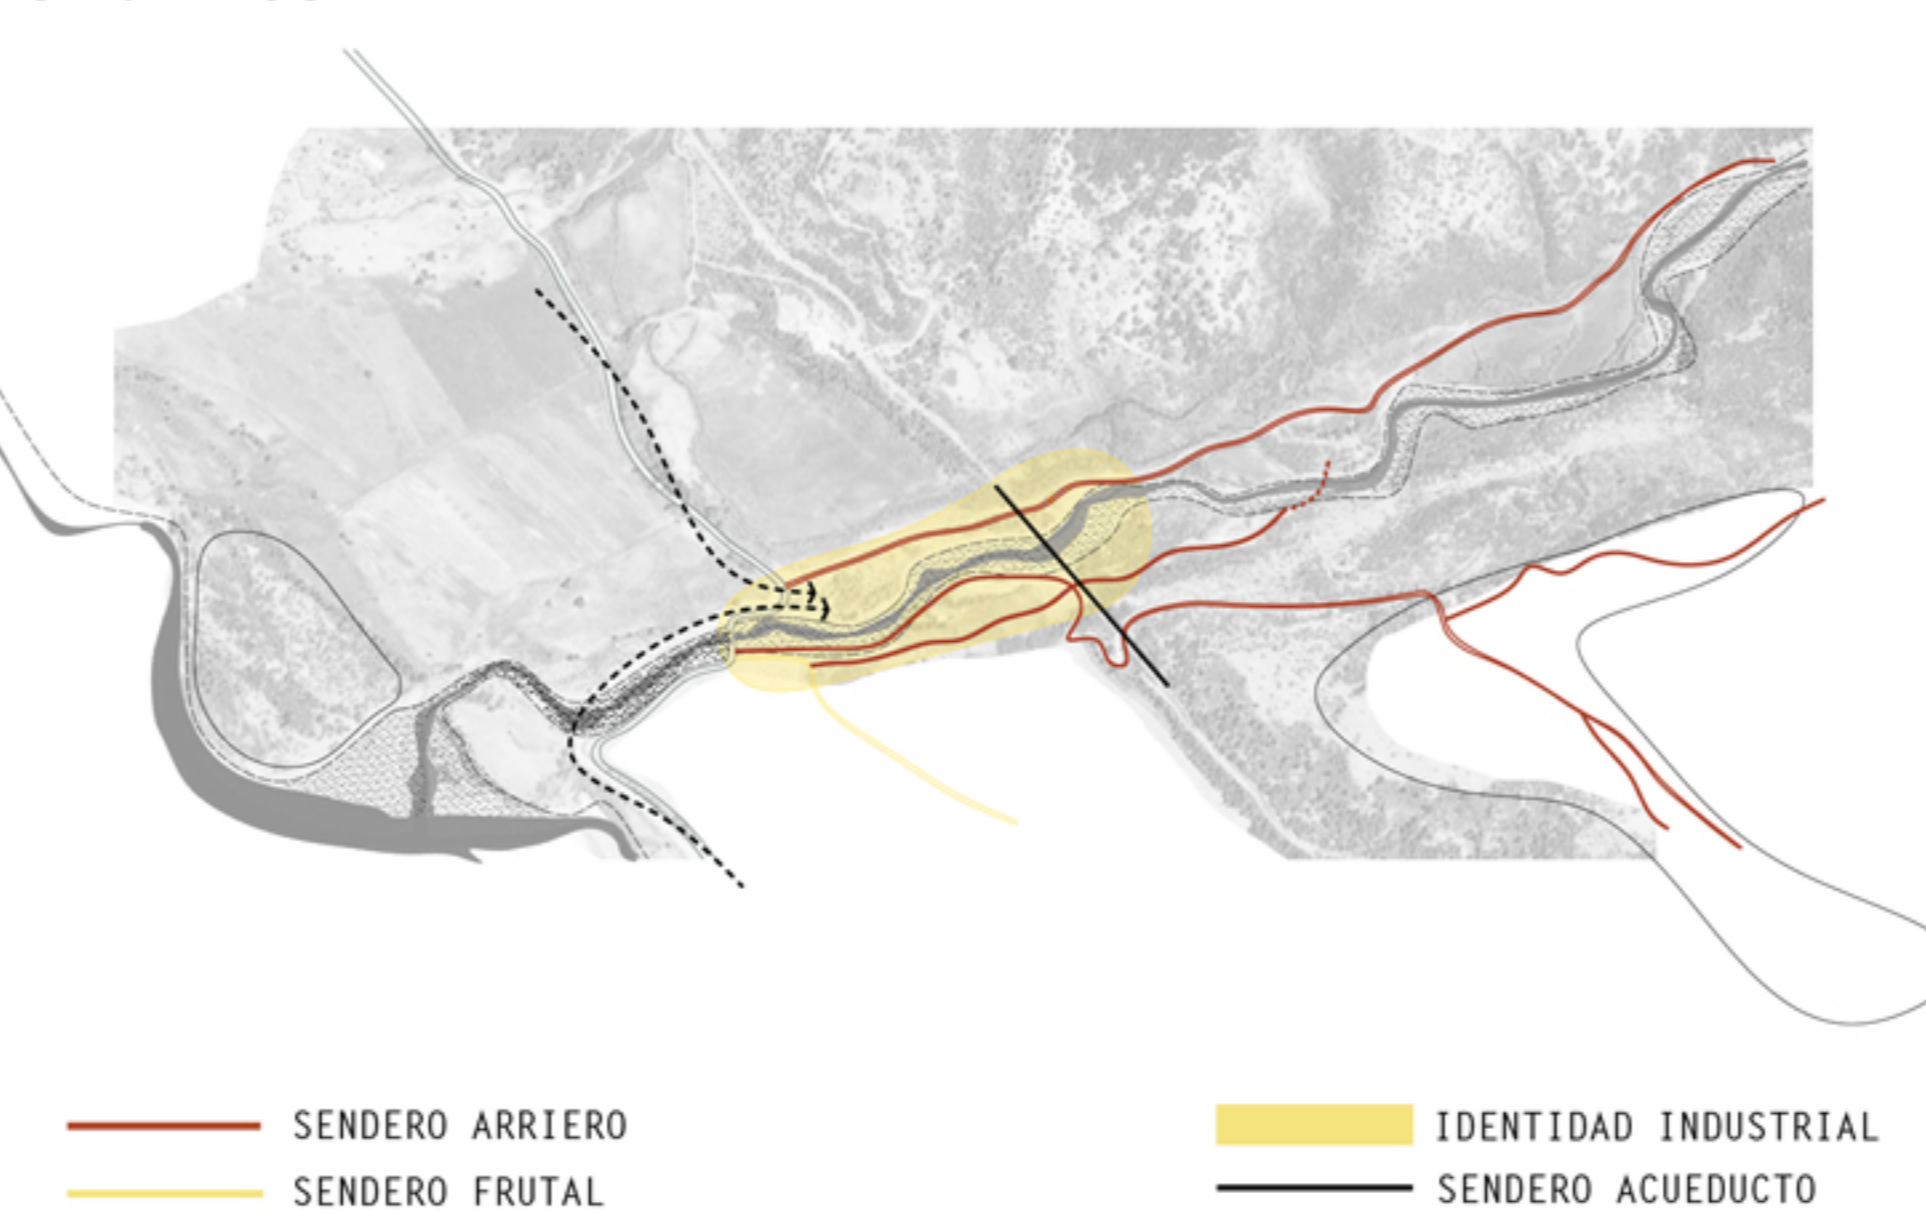 SENDERO ARRIERO
SENDERO FRUTAL
IDENTIDAD INDUSTRIAL
SENDERO ACUEDUCTO